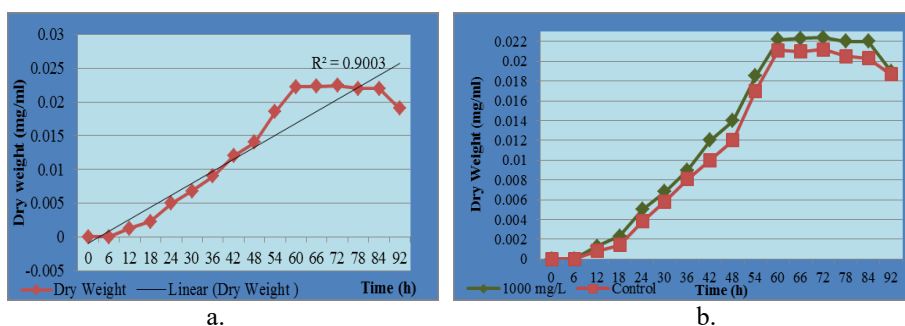 0.03
0.025
0.02
0.015
0.01
0.005
0
-0.005
Dry weight (mg/ml)
R² = 0.9003
0 6 12 18 24 30 36 42 48 54 60 66 72 78 84 92
Time (h)
Dry Weight
Linear (Dry Weight )
a.
0.022
0.02
0.018
0.016
0.014
0.012
0.01
0.008
0.006
0.004
0.002
0
Dry Weight (mg/ml)
0 6 12 18 24 30 36 42 48 54 60 66 72 78 84 92
1000 mg/L
Control
Time (h)
b.